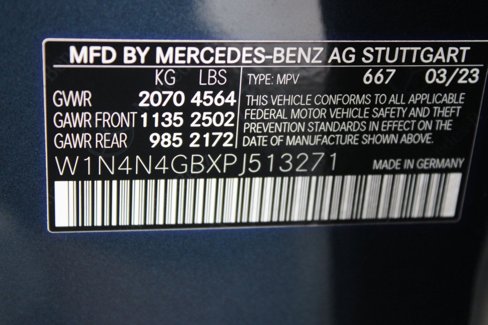 MFD BY MERCEDES-BENZ AG STUTTGART
KG LBS TYPE: MPV 667 03/23
GVWR 2070 4564 THIS VEHICLE CONFORMS TO ALL APPLICABLE
GAWR FRONT 1135 2502 FEDERAL MOTOR VEHICLE SAFETY AND THEFT
GAWR REAR 985 2172 PREVENTION STANDARDS IN EFFECT ON THE
DATE OF MANUFACTURE SHOWN ABOVE.
W1N4N4GBXPJ513271 MADE IN GERMANY